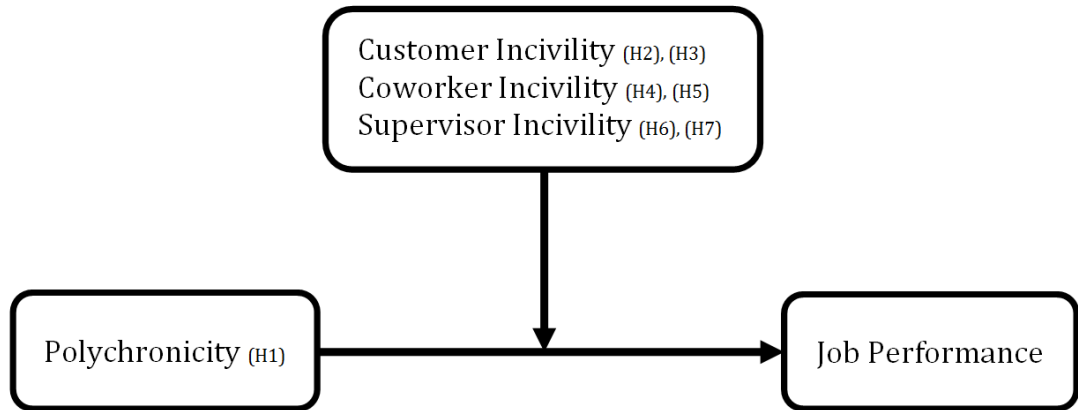 Customer Incivility (H2), (H3)
Coworker Incivility (H4), (H5)
Supervisor Incivility (H6), (H7)
Polychronicity (H1)
Job Performance